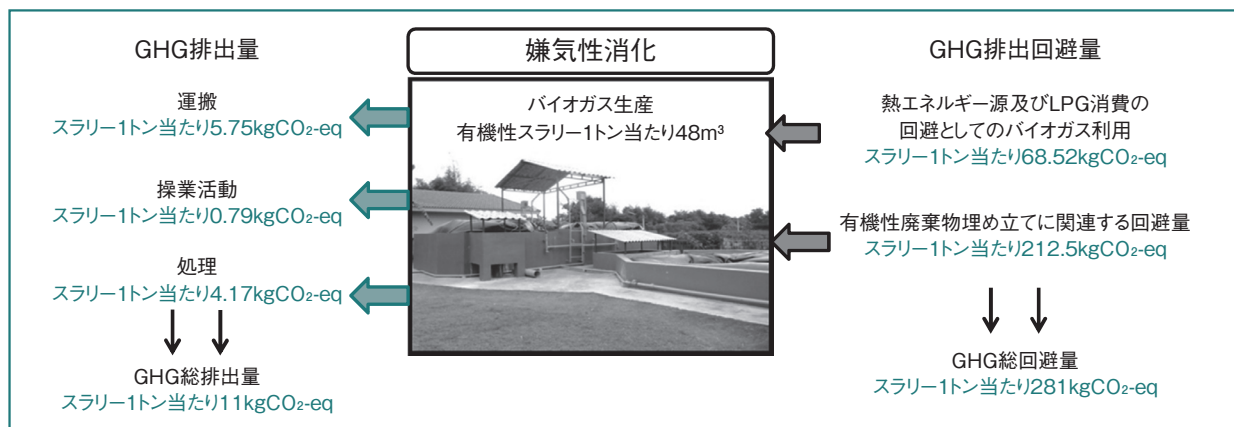 GHG排出量
運搬
スラリー1トン当たり5.75kgCO₂-eq
操業活動
スラリー1トン当たり0.79kgCO₂-eq
処理
スラリー1トン当たり4.17kgCO₂-eq
GHG総排出量
スラリー1トン当たり11kgCO₂-eq
嫌気性消化
バイオガス生産
有機性スラリー1トン当たり48m³
GHG排出回避量
熱エネルギー源及びLPG消費の
回避としてのバイオガス利用
スラリー1トン当たり68.52kgCO₂-eq
有機性廃棄物埋め立てに関連する回避量
スラリー1トン当たり212.5kgCO₂-eq
GHG総回避量
スラリー1トン当たり281kgCO₂-eq